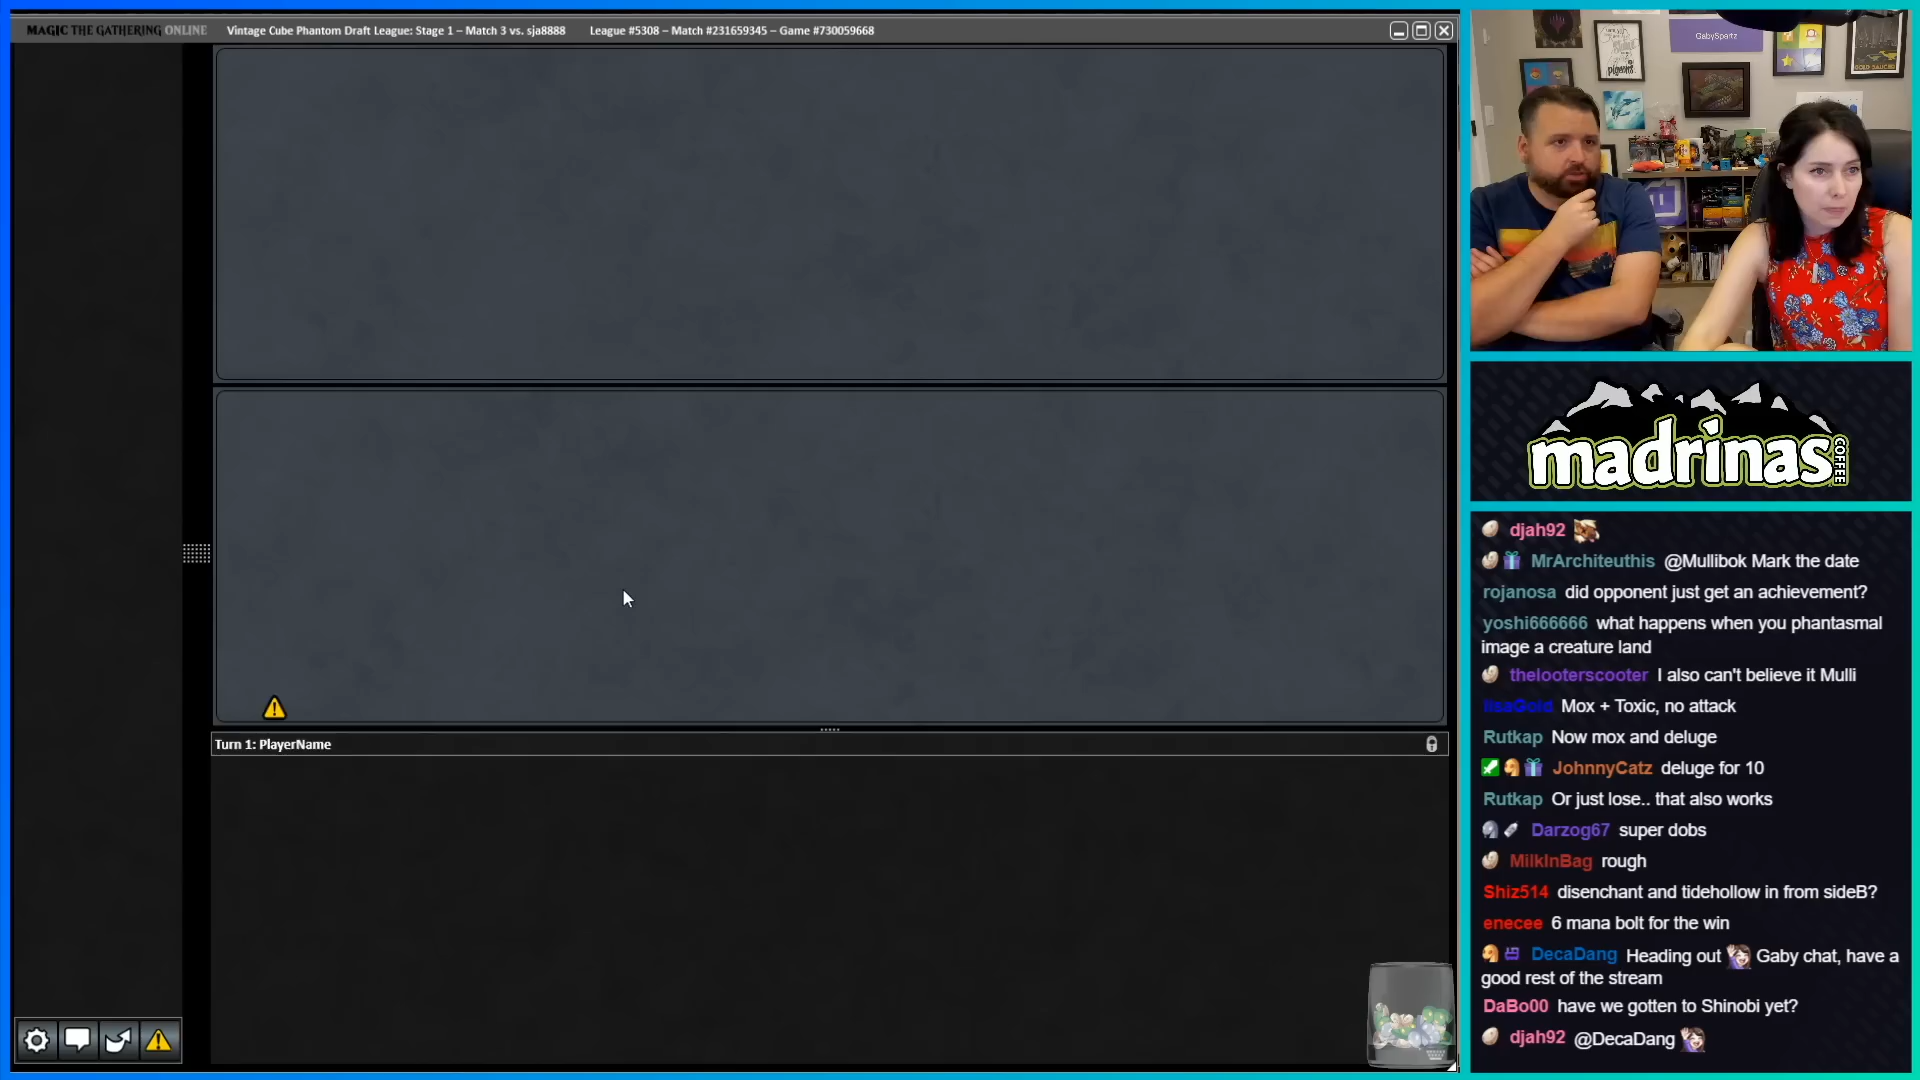 MAGIC THE GATHERING ONLINE
Vintage Cube Phantom Draft League: Stage 1 – Match 3 vs. sja8888
League #5308 – Match #231659345 – Game #730059668
Turn 1: PlayerName
GabySpartz
pigeons
madrinas
COFFEE
djah92
MrArchiteuthis @Mullibok Mark the date
rojanosa did opponent just get an achievement?
yoshi666666 what happens when you phantasmal
image a creature land
thelooterscooter I also can't believe it Mulli
IisaGold Mox + Toxic, no attack
Rutkap Now mox and deluge
JohnnyCatz deluge for 10
Rutkap Or just lose.. that also works
Darzog67 super dobs
MilkInBag rough
Shiz514 disenchant and tidehollow in from sideB?
enecee 6 mana bolt for the win
DecaDang Heading out Gaby chat, have a
good rest of the stream
DaBo00 have we gotten to Shinobi yet?
djah92 @DecaDang